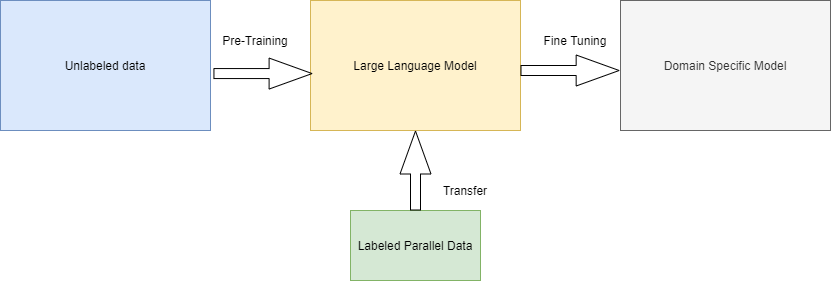 Pre-Training
Fine Tuning
Unlabeled data
Large Language Model
Domain Specific Model
Transfer
Labeled Parallel Data